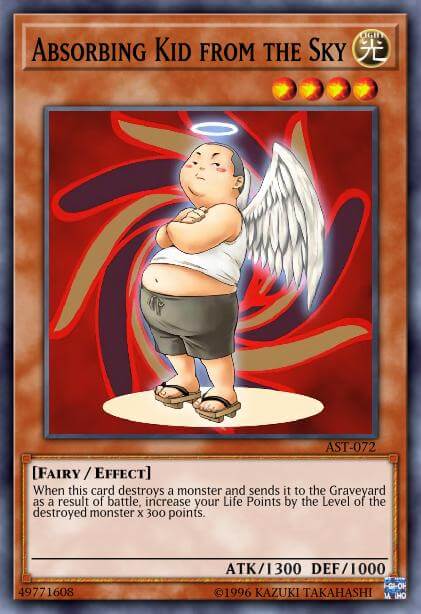 ABSORBING KID FROM THE SKY
LIGHT
光
AST-072
[FAIRY / EFFECT]
When this card destroys a monster and sends it to the Graveyard
as a result of battle, increase your Life Points by the Level of the
destroyed monster x 300 points.
ATK/1300 DEF/1000
49771608
©1996 KAZUKI TAKAHASHI